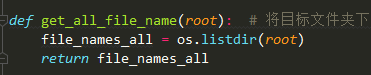 def get_all_file_name(root):  # 将目标文件夹下
    file_names_all = os.listdir(root)
    return file_names_all